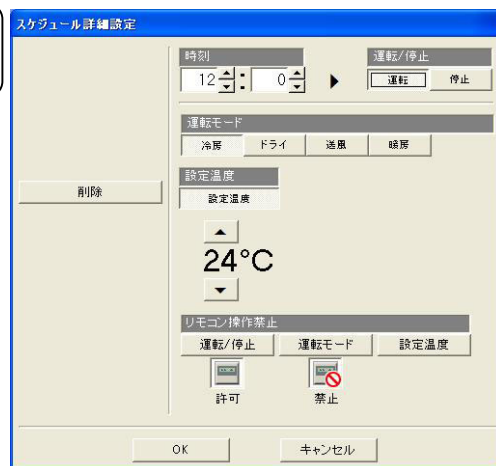 スケジュール詳細設定
時刻
運転/停止
12 : 0
運転 停止
運転モード
冷房 ドライ 送風 暖房
削除
設定温度
設定温度
24°C
リモコン操作禁止
運転/停止 運転モード 設定温度
許可 禁止
OK キャンセル